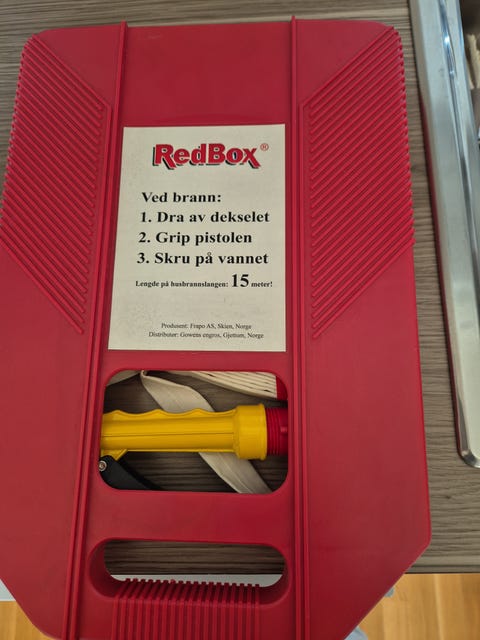 RedBox®
Ved brann:
1. Dra av dekselet
2. Grip pistolen
3. Skru på vannet
Lengde på husbrannslangen: 15 meter!
Produsent: Frapo AS, Skien, Norge
Distributør: Gowens engros, Gjettum, Norge